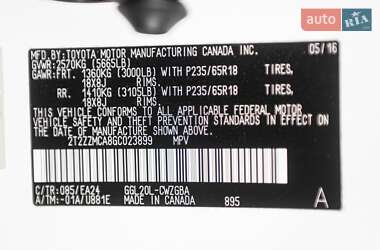 auto RIA
MFD. BY: TOYOTA MOTOR MANUFACTURING CANADA INC. 05/16
GVWR: 2570KG (5665LB)
GAWR: FRT. 1360KG (3000LB) WITH P235/65R18 TIRES,
18X8J RIMS,
RR. 1410KG (3105LB) WITH P235/65R18 TIRES,
18X8J RIMS,
THIS VEHICLE CONFORMS TO ALL APPLICABLE FEDERAL MOTOR
VEHICLE SAFETY AND THEFT PREVENTION STANDARDS IN
EFFECT ON THE DATE OF MANUFACTURE SHOWN ABOVE.
2T2ZZMCA8GC023899 MPV
C/TR: 085/EA24 GGL20L-CWZGBA A
A/TM: -01A/U881E MADE IN CANADA 895